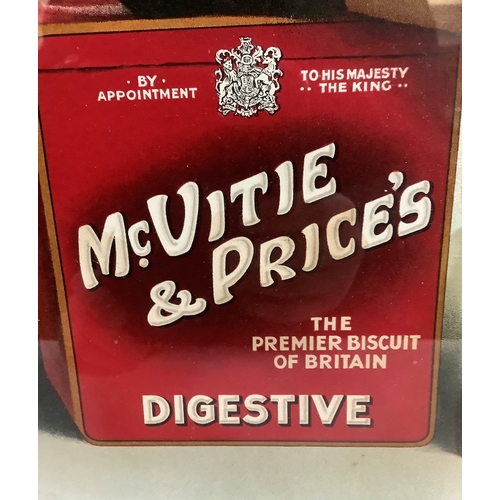 · BY · TO·HIS MAJESTY
APPOINTMENT ·· THE KING ··
McVITIE
& PRICE'S
THE
PREMIER BISCUIT
OF BRITAIN
DIGESTIVE